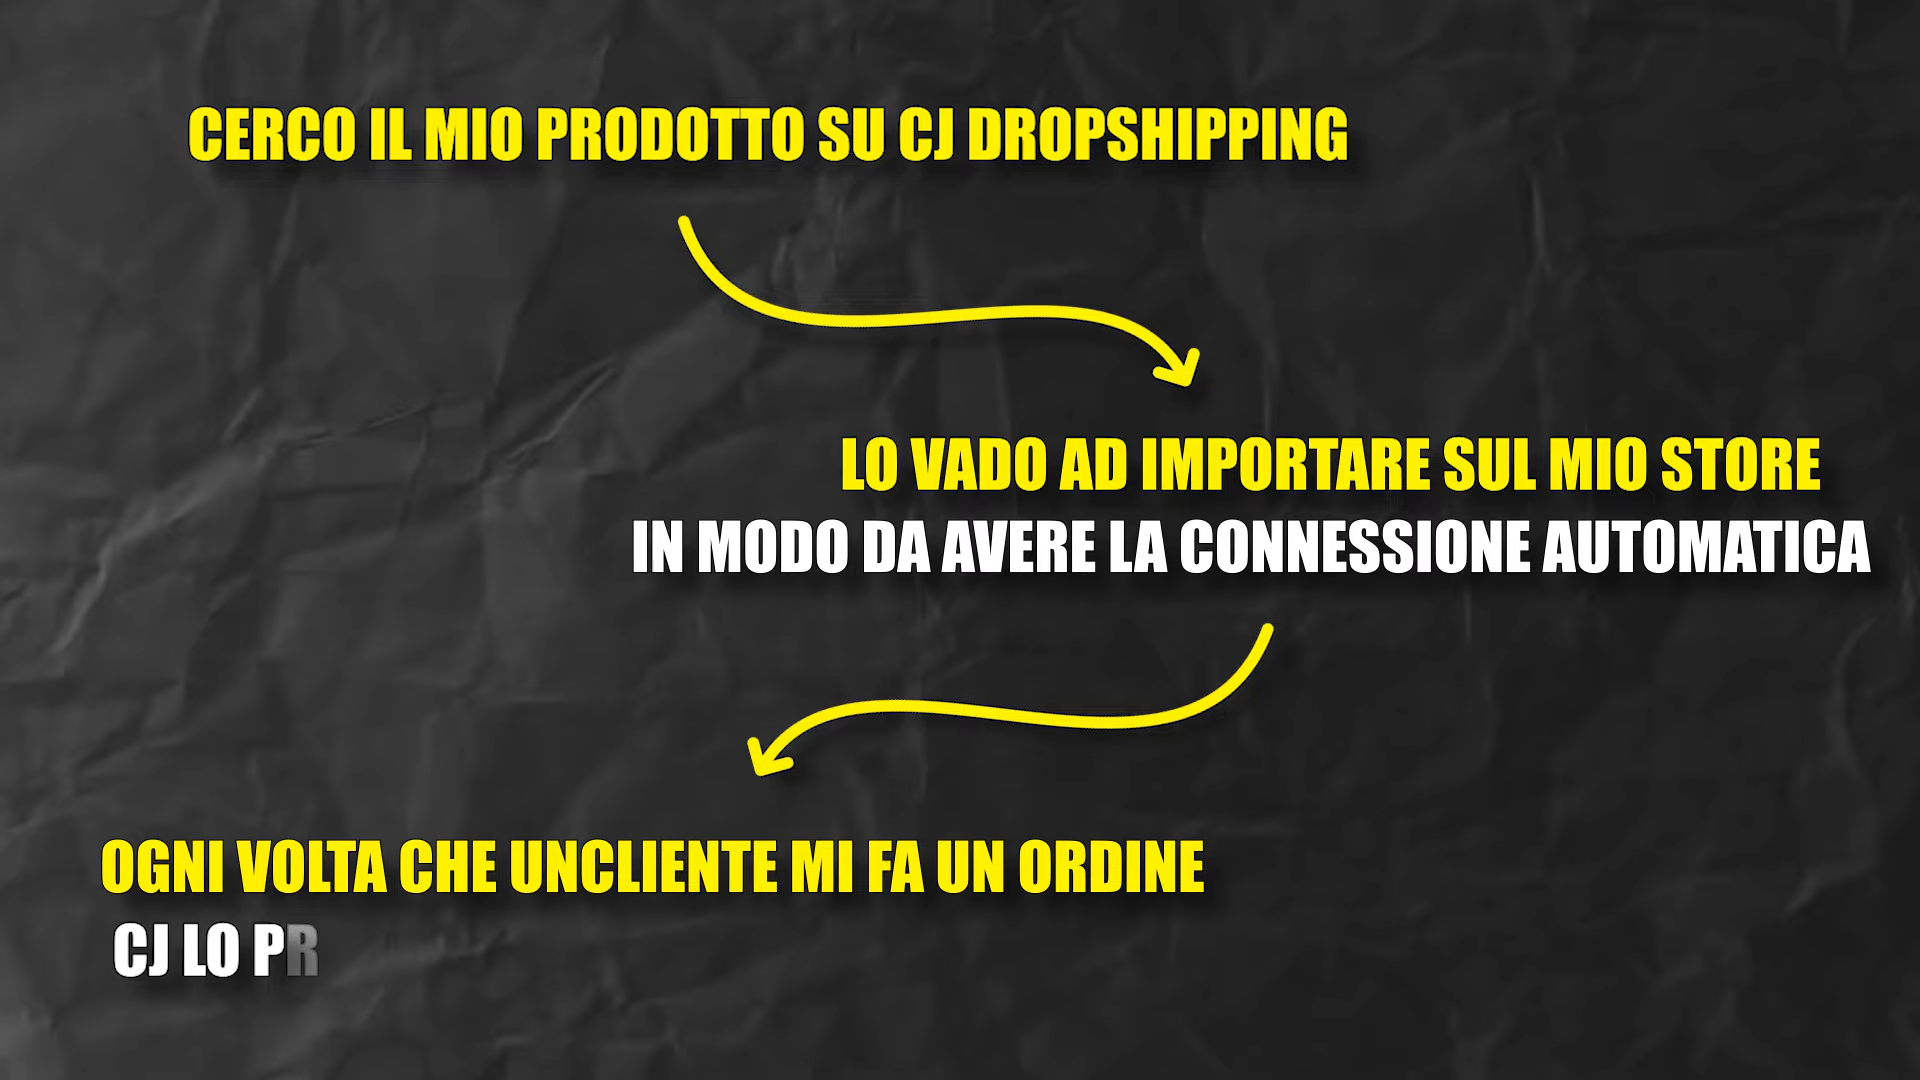 CERCO IL MIO PRODOTTO SU CJ DROPSHIPPING
LO VADO AD IMPORTARE SUL MIO STORE
IN MODO DA AVERE LA CONNESSIONE AUTOMATICA
OGNI VOLTA CHE UNCLIENTE MI FA UN ORDINE
CJ LO PR